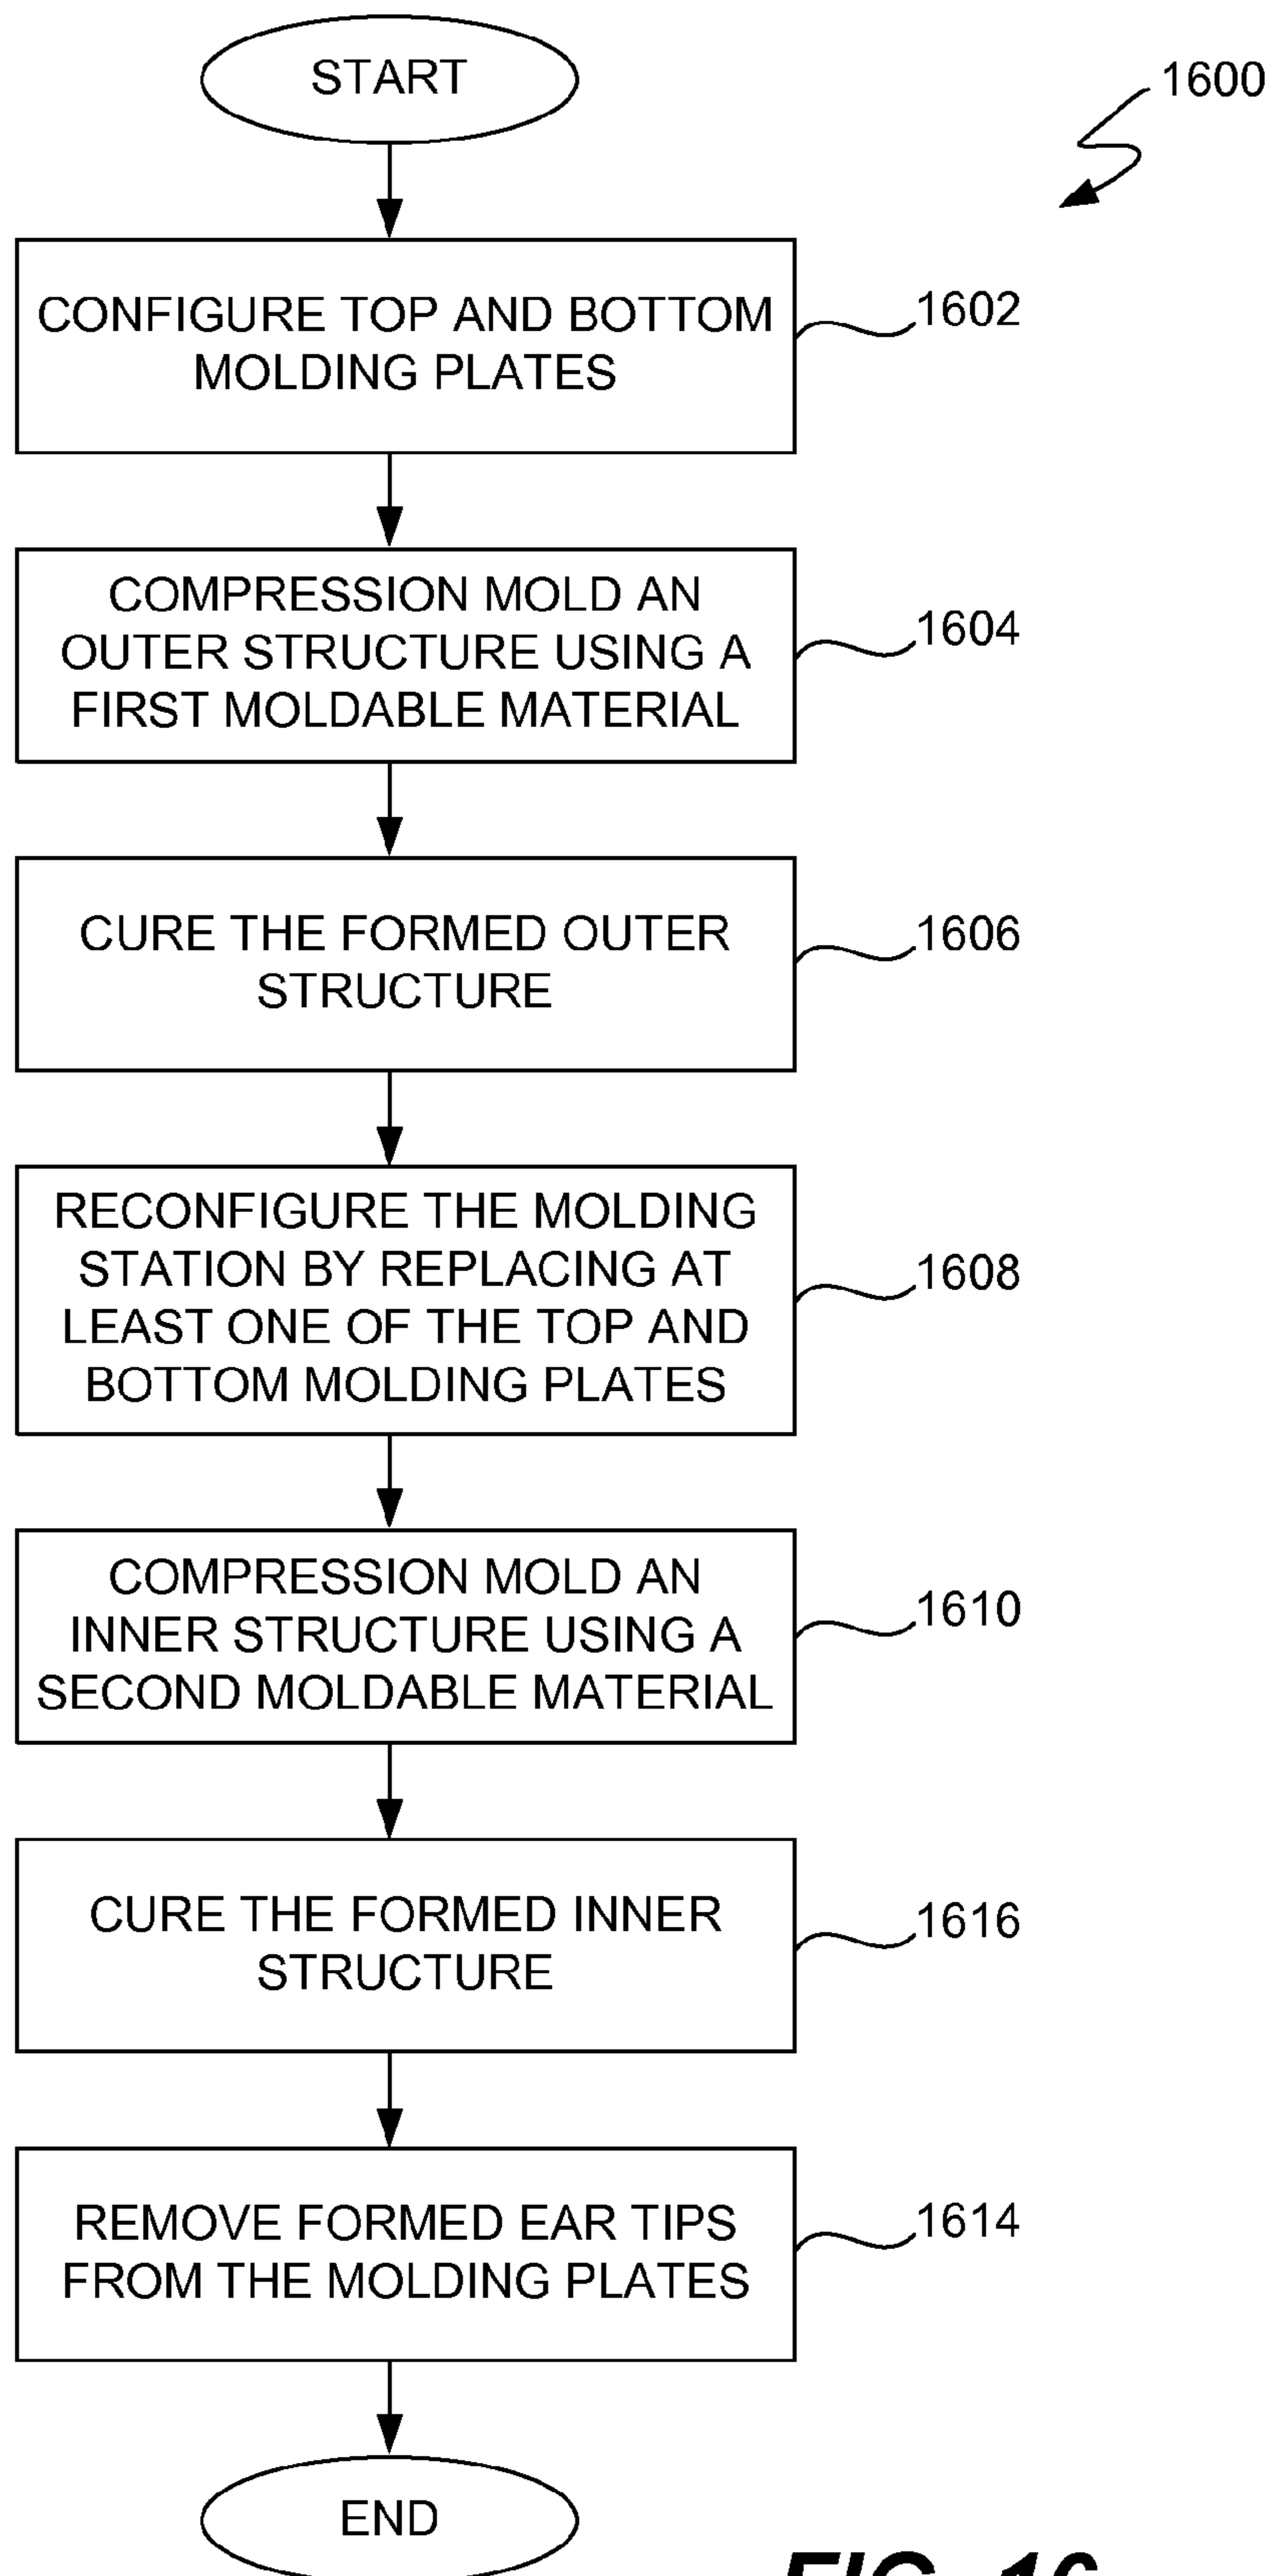 START
1600
CONFIGURE TOP AND BOTTOM
MOLDING PLATES
1602
COMPRESSION MOLD AN
OUTER STRUCTURE USING A
FIRST MOLDABLE MATERIAL
1604
CURE THE FORMED OUTER
STRUCTURE
1606
RECONFIGURE THE MOLDING
STATION BY REPLACING AT
LEAST ONE OF THE TOP AND
BOTTOM MOLDING PLATES
1608
COMPRESSION MOLD AN
INNER STRUCTURE USING A
SECOND MOLDABLE MATERIAL
1610
CURE THE FORMED INNER
STRUCTURE
1616
REMOVE FORMED EAR TIPS
FROM THE MOLDING PLATES
1614
END
FIG. 16